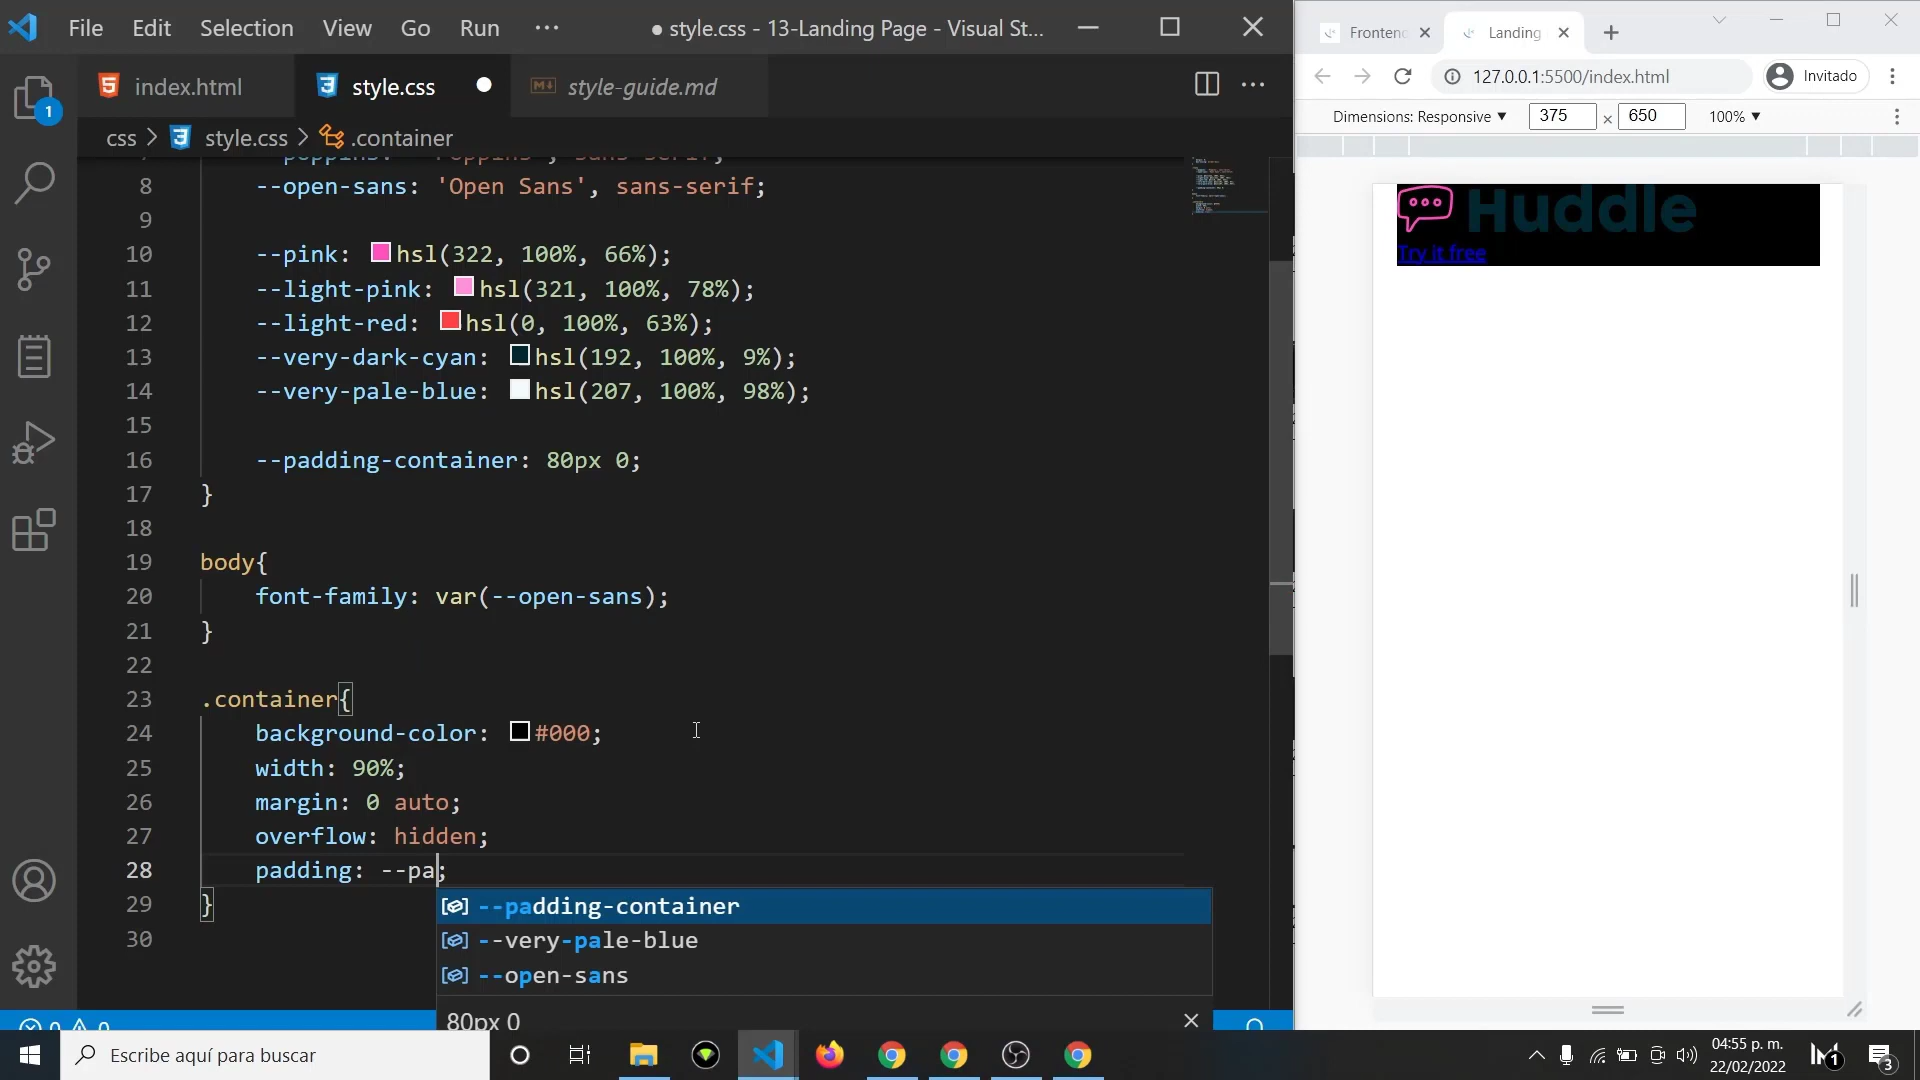 File Edit Selection View Go Run ··· ● style.css - 13-Landing Page - Visual St...
index.html style.css style-guide.md
css > style.css > .container
8 --open-sans: 'Open Sans', sans-serif;
9
10 --pink: hsl(322, 100%, 66%);
11 --light-pink: hsl(321, 100%, 78%);
12 --light-red: hsl(0, 100%, 63%);
13 --very-dark-cyan: hsl(192, 100%, 9%);
14 --very-pale-blue: hsl(207, 100%, 98%);
15
16 --padding-container: 80px 0;
17 }
18
19 body{
20 font-family: var(--open-sans);
21 }
22
23 .container{
24 background-color: #000;
25 width: 90%;
26 margin: 0 auto;
27 overflow: hidden;
28 padding: --pa;
29 }
30
--padding-container
--very-pale-blue
--open-sans
80px 0
1
Fronten Landing
127.0.0.1:5500/index.html Invitado
Dimensions: Responsive ▼ 375 × 650 100% ▼
Huddle
Try it free
Escribe aquí para buscar
04:55 p. m.
22/02/2022
1
3